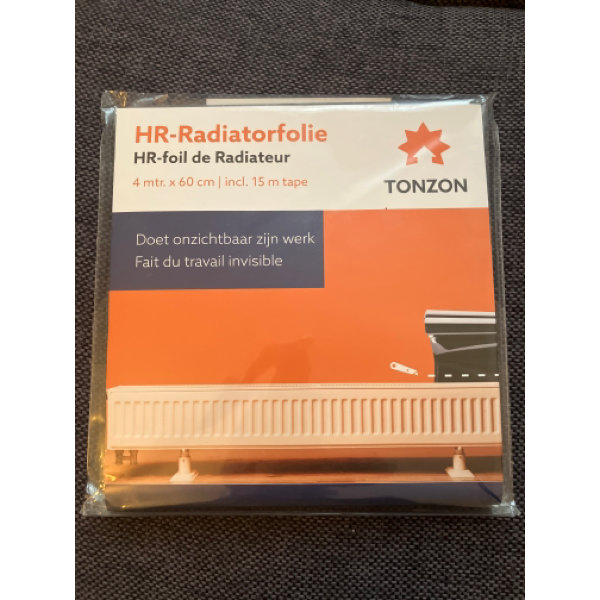 HR-Radiatorfolie
HR-foil de Radiateur
4 mtr. x 60 cm | incl. 15 m tape
TONZON
Doet onzichtbaar zijn werk
Fait du travail invisible